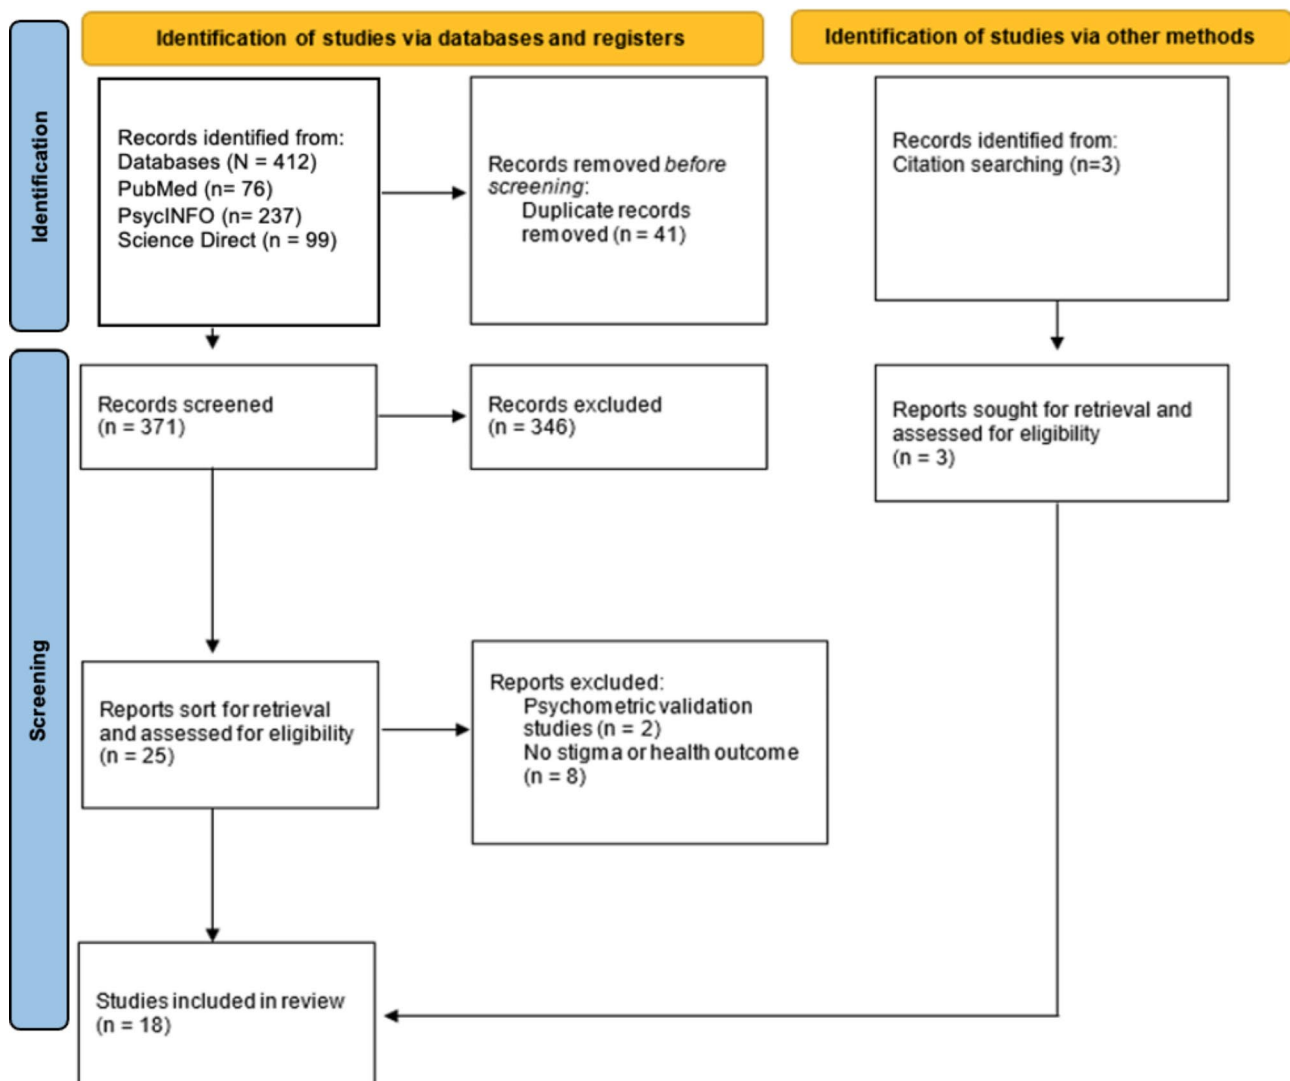 Identification of studies via databases and registers
Identification of studies via other methods
Identification
Records identified from:
Databases (N = 412)
PubMed (n= 76)
PsycINFO (n= 237)
Science Direct (n = 99)
Records removed before
screening:
Duplicate records
removed (n = 41)
Records identified from:
Citation searching (n=3)
Screening
Records screened
(n = 371)
Records excluded
(n = 346)
Reports sought for retrieval and
assessed for eligibility
(n = 3)
Reports sort for retrieval
and assessed for eligibility
(n = 25)
Reports excluded:
Psychometric validation
studies (n = 2)
No stigma or health outcome
(n = 8)
Studies included in review
(n = 18)